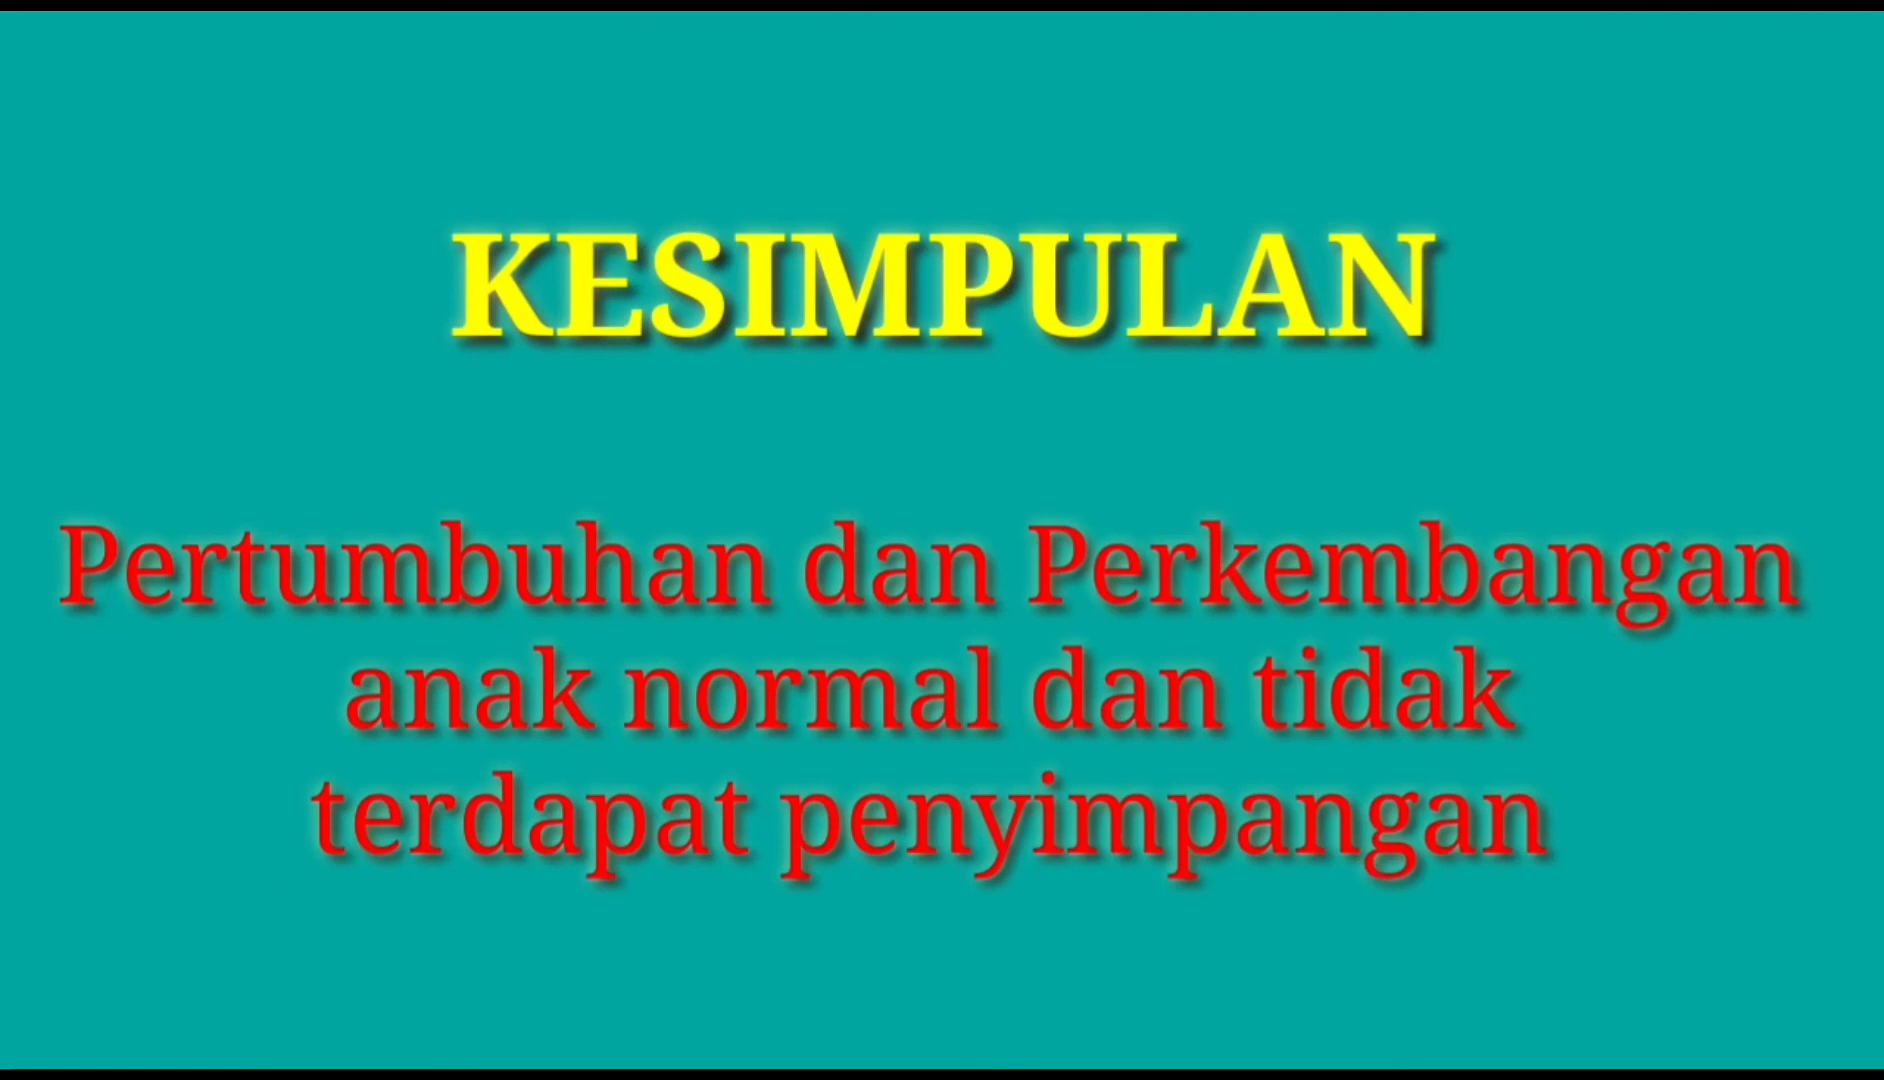 KESIMPULAN
Pertumbuhan dan Perkembangan
anak normal dan tidak
terdapat penyimpangan